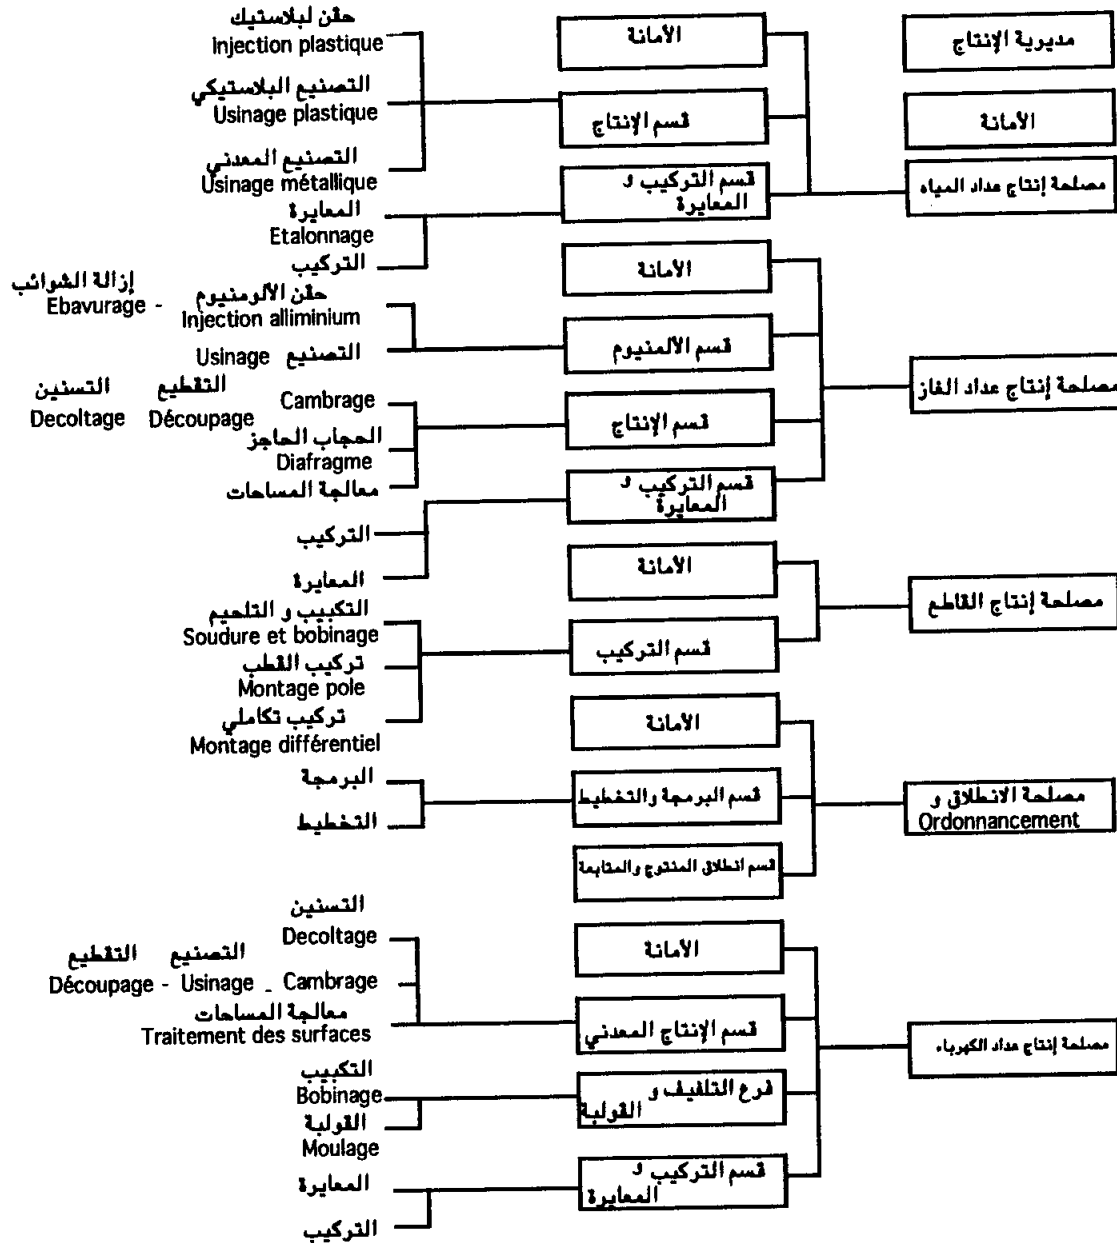 مديرية الإنتاج
الأمانة
مصلحة إنتاج عداد المياه
الأمانة
قسم الإنتاج
قسم التركيب و
المعايرة
حقن لبلاستيك
Injection plastique
التصنيع البلاستيكي
Usinage plastique
التصنيع المعدني
Usinage métallique
المعايرة
Etalonnage
التركيب
مصلحة إنتاج عداد الغاز
الأمانة
قسم الألمنيوم
قسم الإنتاج
قسم التركيب و
المعايرة
حقن الألومنيوم إزالة الشوائب
Ebavurage - Injection alliminium
Usinage التصنيع
التقطيع التسنين
Decoltage Découpage Cambrage
الحجاب الحاجز
Diafragme
معالجة المساحات
التركيب
المعايرة
مصلحة إنتاج القاطع
الأمانة
قسم التركيب
التكبيب و التلحيم
Soudure et bobinage
تركيب القطب
Montage pole
تركيب تكاملي
Montage différentiel
مصلحة الانطلاق و
Ordonnancement
الأمانة
قسم البرمجة والتخطيط
قسم انطلاق المنتوج والمتابعة
البرمجة
التخطيط
مصلحة إنتاج عداد الكهرباء
الأمانة
قسم الإنتاج المعدني
فرع التلفيف و
القولبة
قسم التركيب و
المعايرة
التسنين
Decoltage
التصنيع التقطيع
Découpage - Usinage - Cambrage
معالجة المساحات
Traitement des surfaces
التكبيب
Bobinage
القولبة
Moulage
المعايرة
التركيب